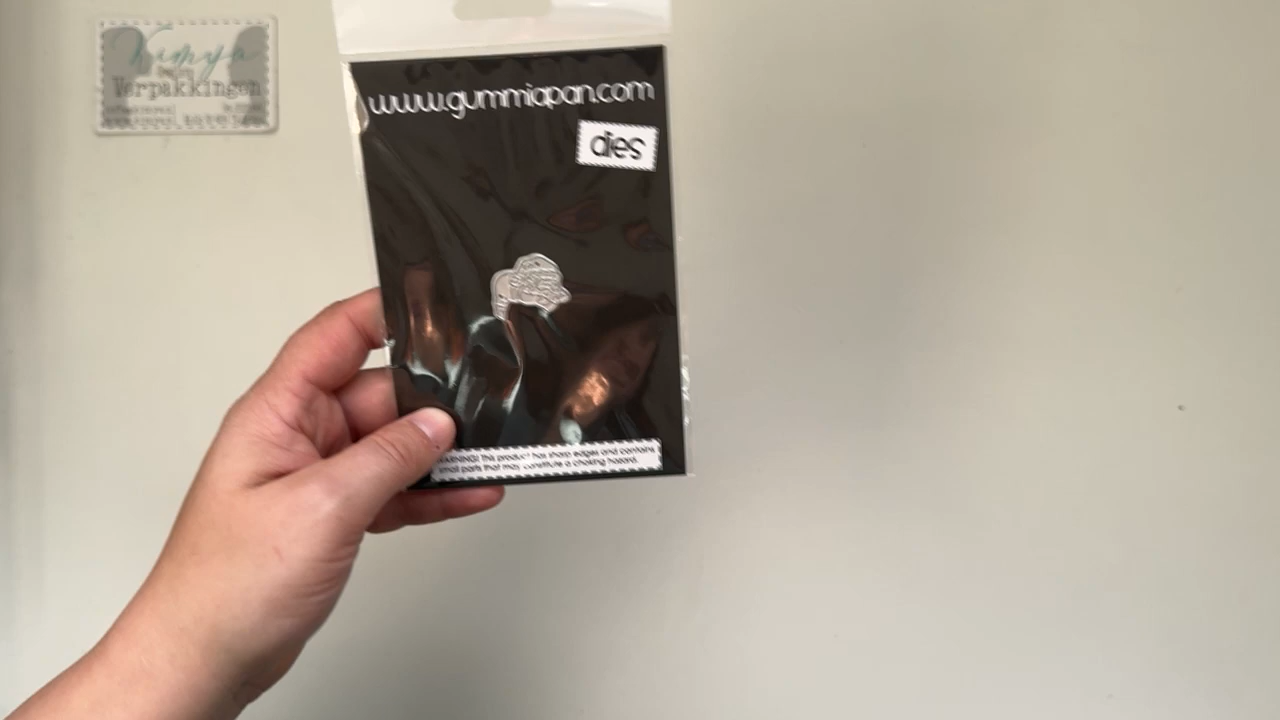 Kimya
Verpakkingen
www.gummiapan.com
dies
WARNING! This product has sharp edges and contains
small parts that may constitute a choking hazard.